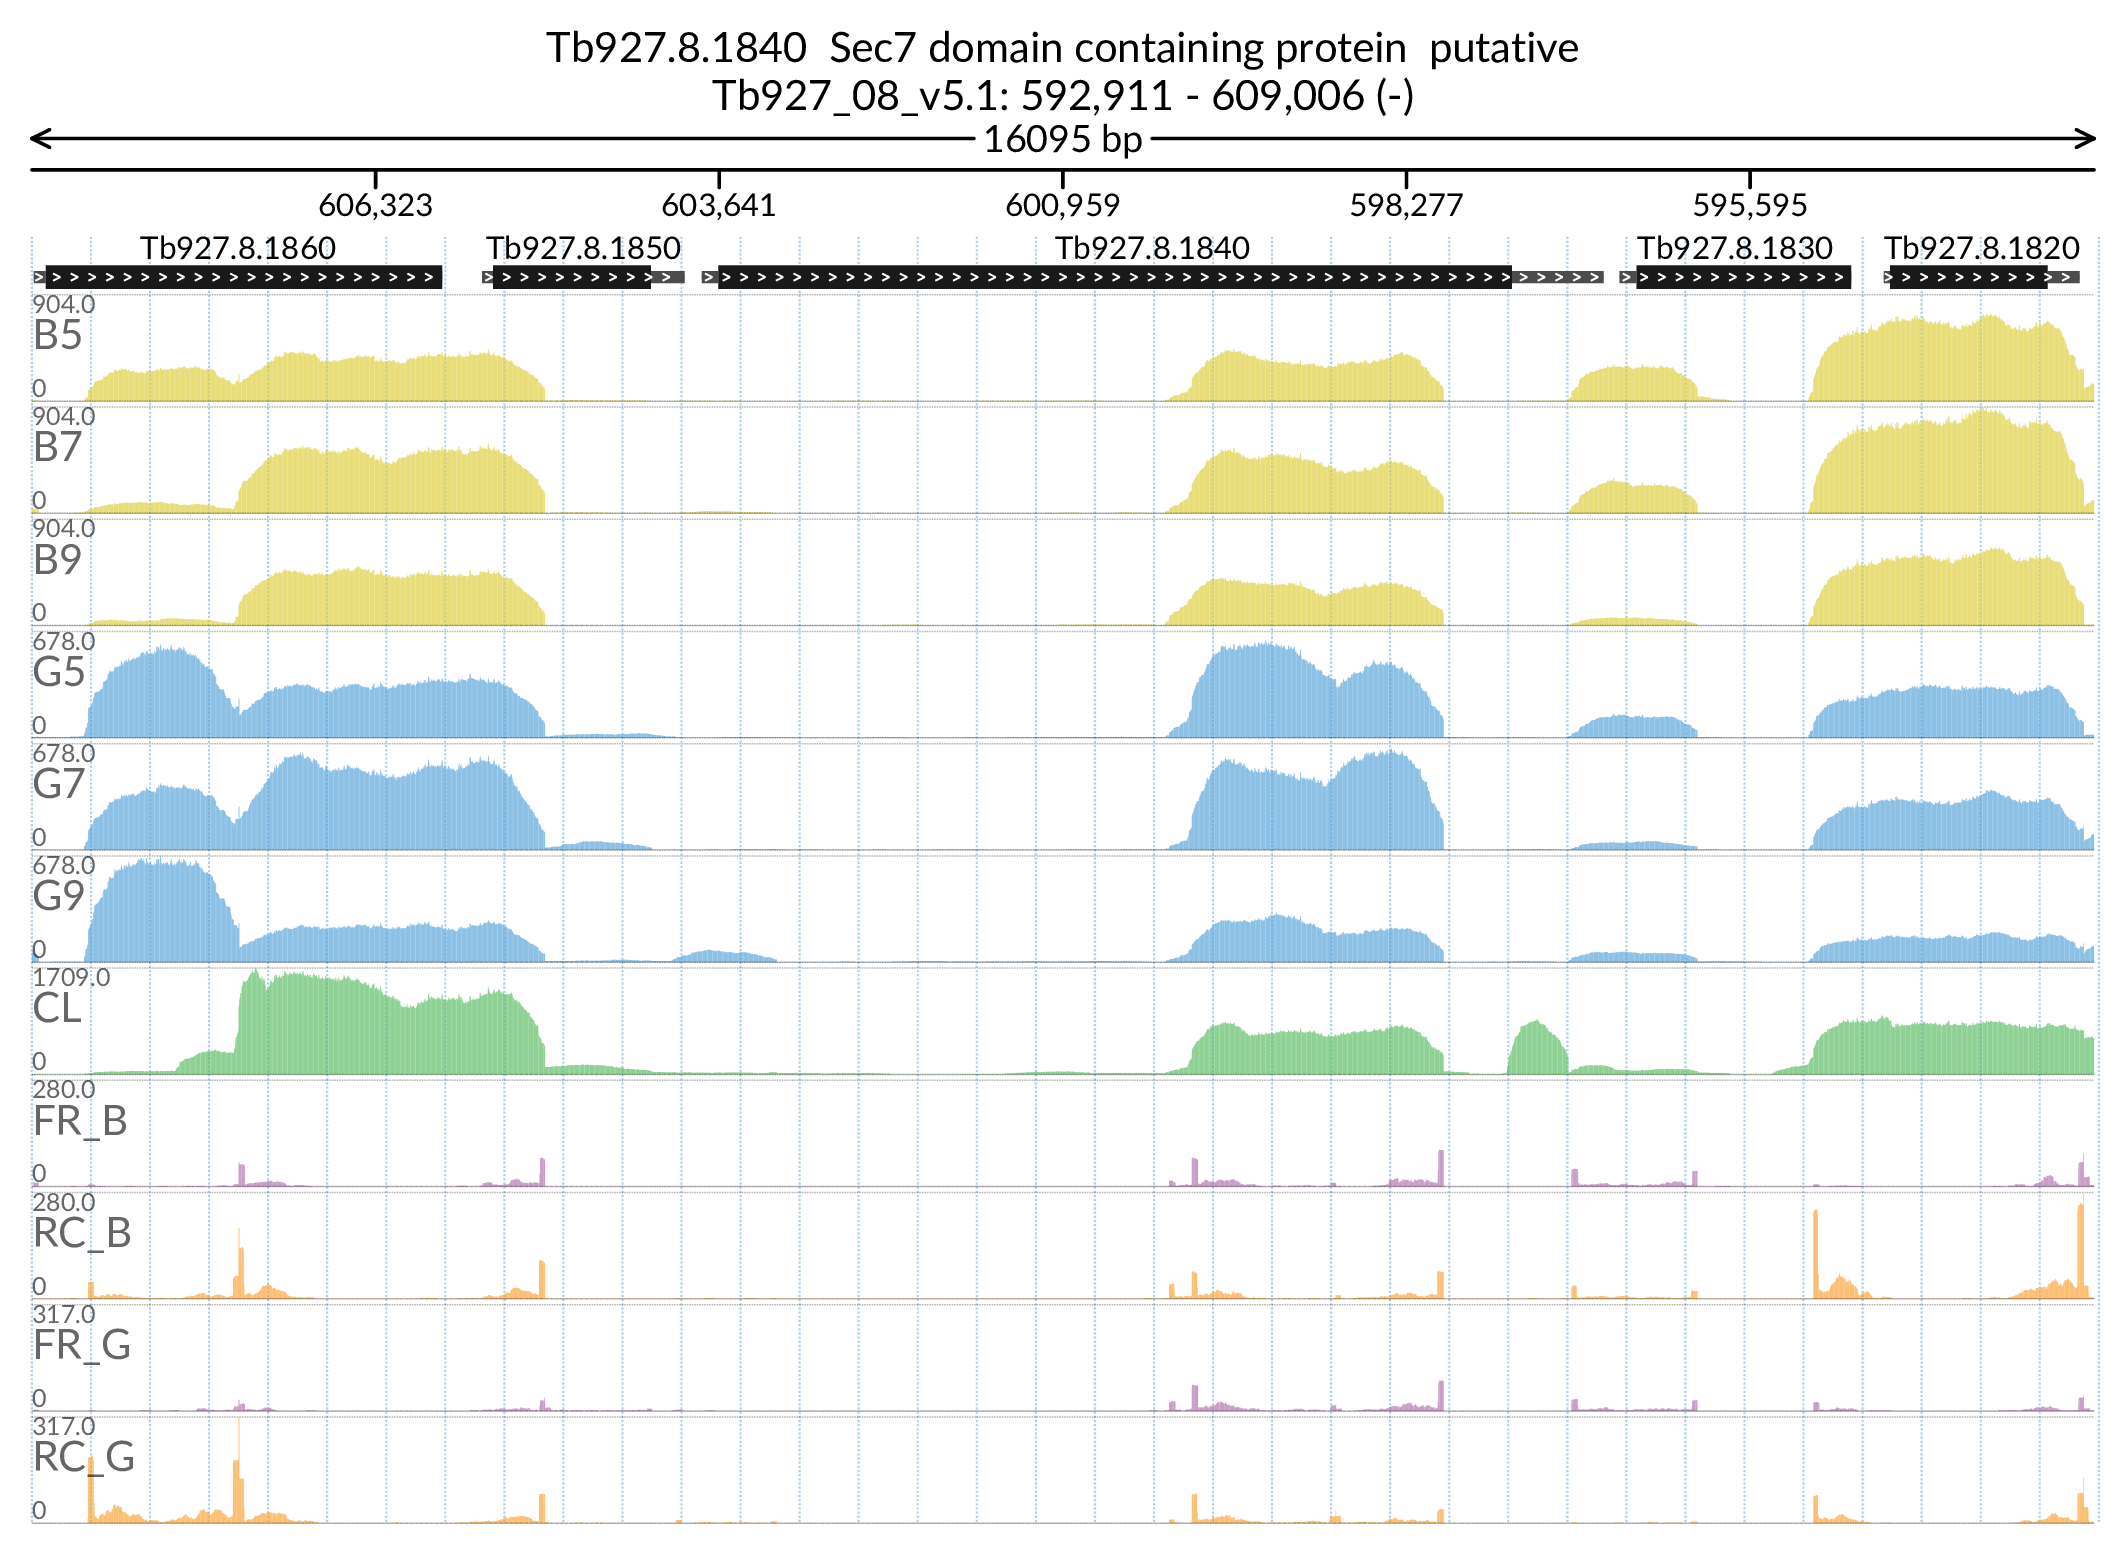 Tb927.8.1840 Sec7 domain containing protein putative
Tb927_08_v5.1: 592,911 - 609,006 (-)
16095 bp
606,323 603,641 600,959 598,277 595,595
Tb927.8.1860 Tb927.8.1850 Tb927.8.1840 Tb927.8.1830 Tb927.8.1820
904.0
B5
0
904.0
B7
0
904.0
B9
0
678.0
G5
0
678.0
G7
0
678.0
G9
0
1709.0
CL
0
280.0
FR_B
0
280.0
RC_B
0
317.0
FR_G
0
317.0
RC_G
0